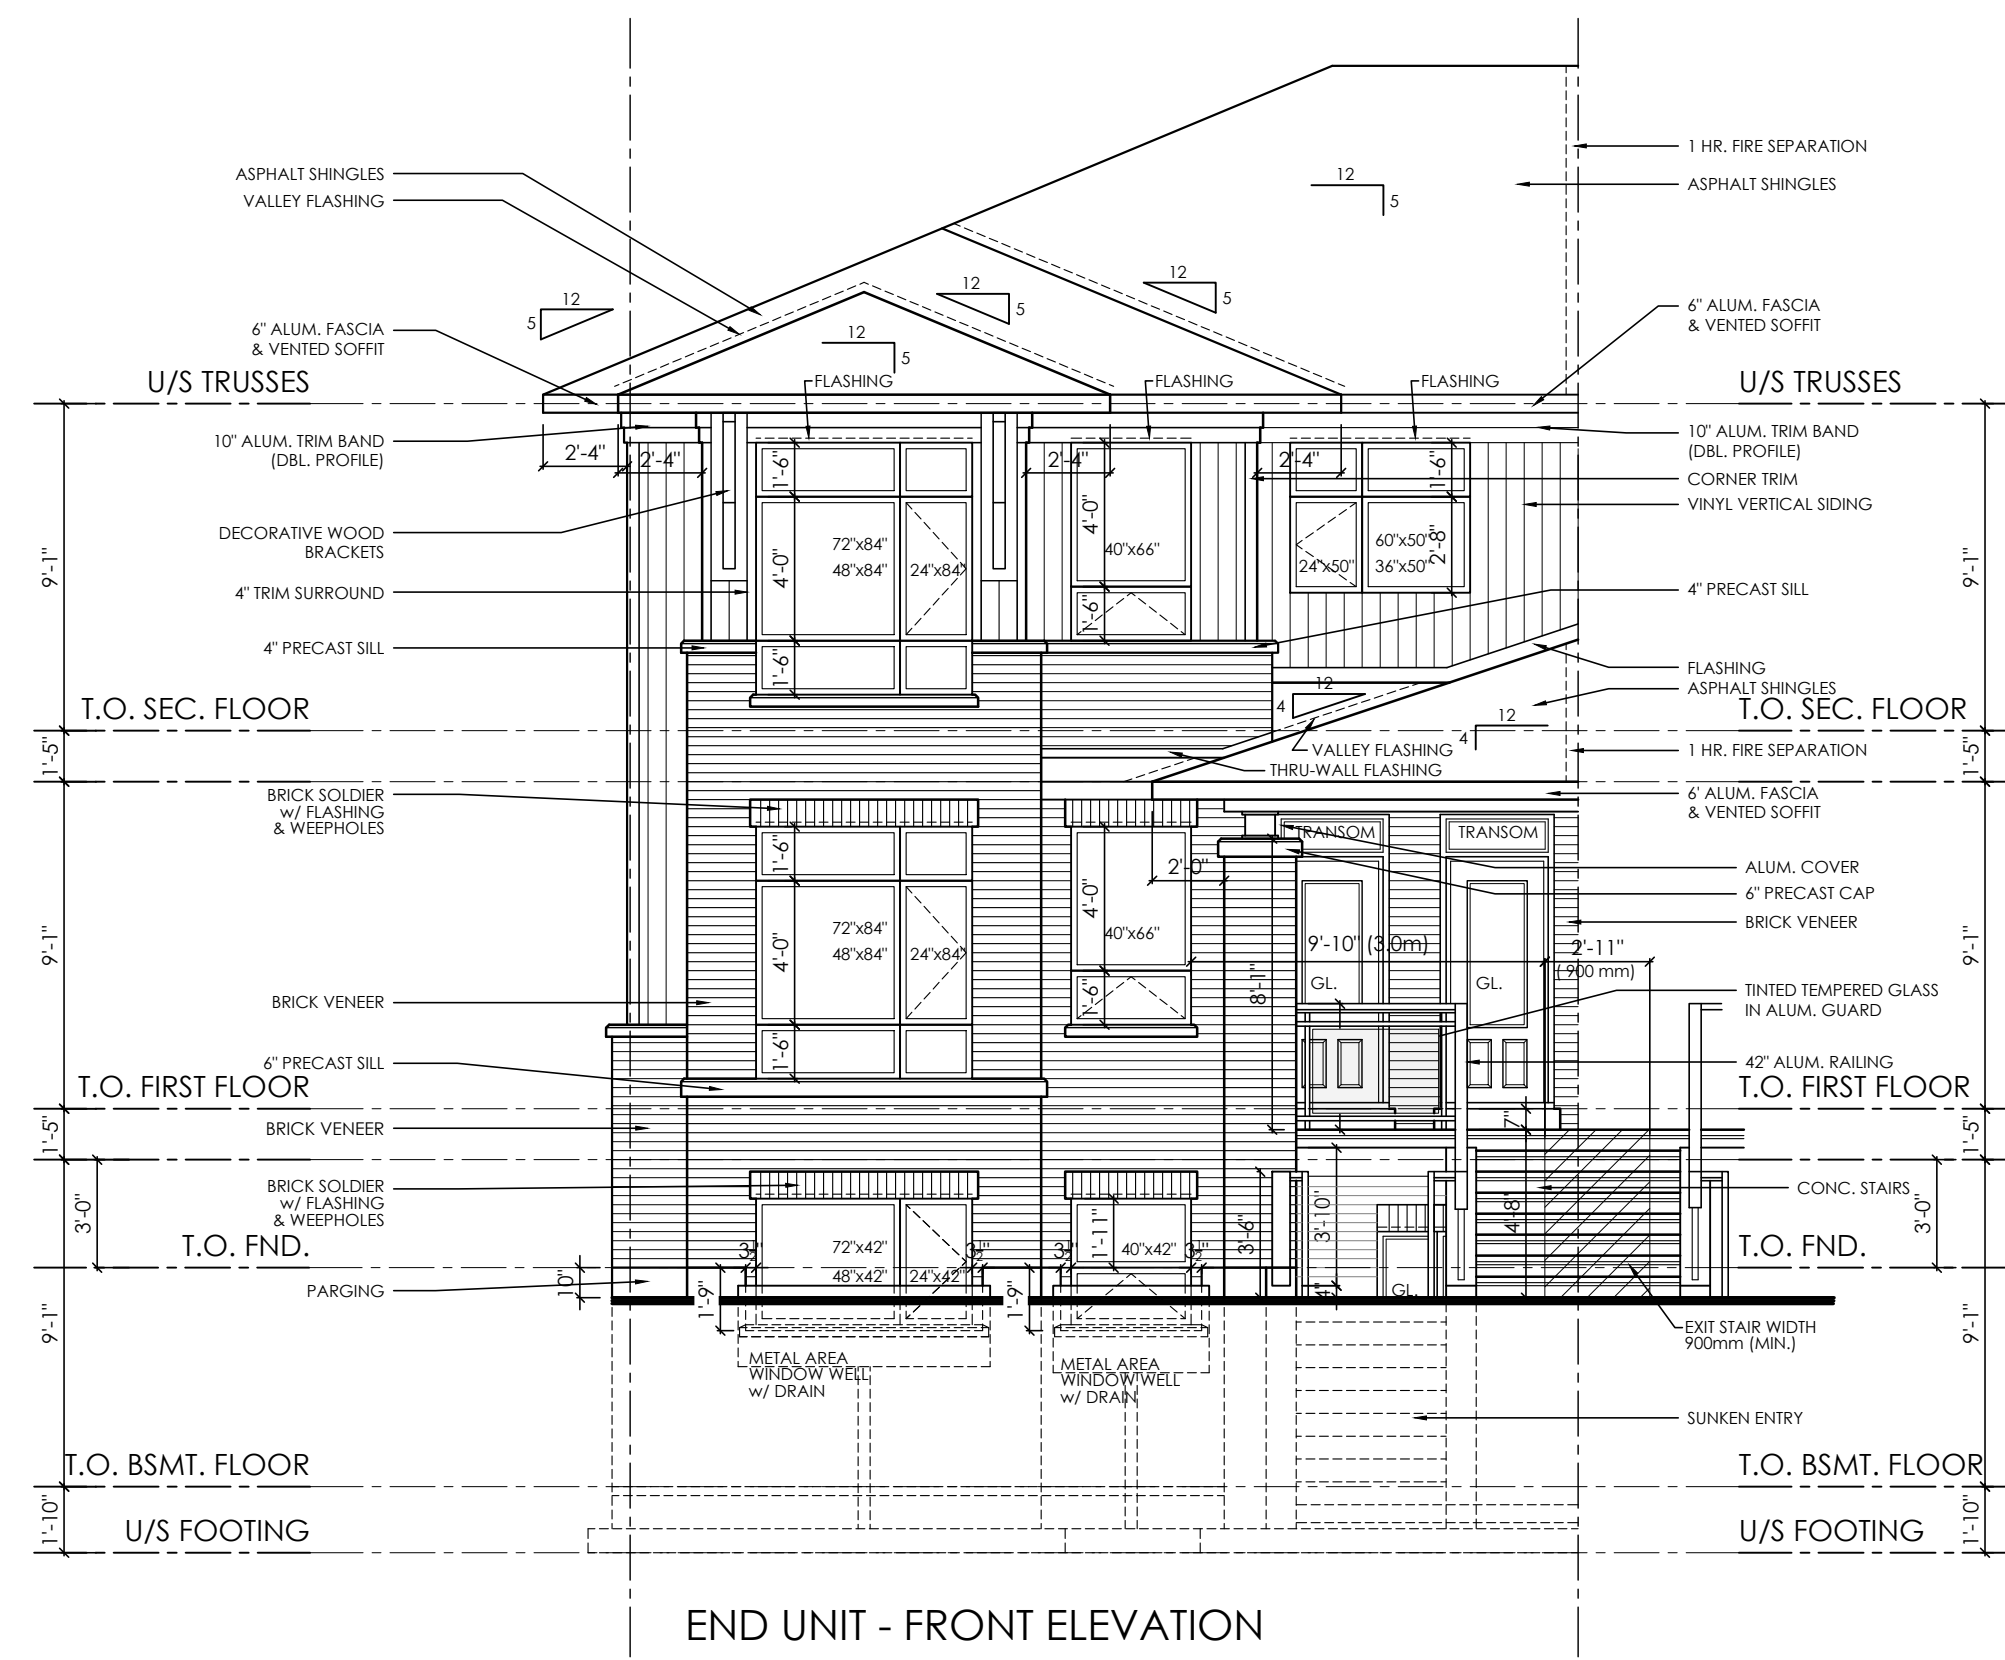 1 HR. FIRE SEPARATION
ASPHALT SHINGLES
12
5
ASPHALT SHINGLES
VALLEY FLASHING
12
5
12
5
12
5
12
5
6" ALUM. FASCIA
& VENTED SOFFIT
6" ALUM. FASCIA
& VENTED SOFFIT
U/S TRUSSES
FLASHING
FLASHING
FLASHING
U/S TRUSSES
10" ALUM. TRIM BAND
(DBL. PROFILE)
10" ALUM. TRIM BAND
(DBL. PROFILE)
2'-4"
2'-4"
2'-4"
2'-4"
1'-6"
1'-6"
CORNER TRIM
VINYL VERTICAL SIDING
DECORATIVE WOOD
BRACKETS
9'-1"
4'-0"
72"x84"
48"x84"
24"x84"
4'-0"
40"x66"
1'-6"
60"x50"
24"x50"
36"x50"
2'-8"
9'-1"
4" TRIM SURROUND
4" PRECAST SILL
4" PRECAST SILL
1'-6"
FLASHING
ASPHALT SHINGLES
12
4
12
4
T.O. SEC. FLOOR
T.O. SEC. FLOOR
1'-5"
VALLEY FLASHING
THRU-WALL FLASHING
1 HR. FIRE SEPARATION
1'-5"
BRICK SOLDIER
w/ FLASHING
& WEEPHOLES
6' ALUM. FASCIA
& VENTED SOFFIT
TRANSOM
TRANSOM
1'-6"
2'-0"
ALUM. COVER
6" PRECAST CAP
BRICK VENEER
9'-1"
4'-0"
72"x84"
48"x84"
24"x84"
4'-0"
40"x66"
9'-10" (3.0m)
2'-11"
( 900 mm)
9'-1"
8'-1"
GL.
GL.
BRICK VENEER
1'-6"
TINTED TEMPERED GLASS
IN ALUM. GUARD
1'-6"
6" PRECAST SILL
42" ALUM. RAILING
T.O. FIRST FLOOR
T.O. FIRST FLOOR
1'-5"
BRICK VENEER
7"
1'-5"
BRICK SOLDIER
w/ FLASHING
& WEEPHOLES
CONC. STAIRS
3'-0"
3'-10"
4'-8"
3'-0"
T.O. FND.
3½"
72"x42"
3½"
3½"
1'-11"
40"x42"
3½"
3'-6"
T.O. FND.
48"x42"
24"x42"
PARGING
10"
1'-9"
1'-9"
4"
GL.
9'-1"
9'-1"
EXIT STAIR WIDTH
900mm (MIN.)
METAL AREA
WINDOW WELL
w/ DRAIN
METAL AREA
WINDOW WELL
w/ DRAIN
SUNKEN ENTRY
T.O. BSMT. FLOOR
T.O. BSMT. FLOOR
1'-10"
1'-10"
U/S FOOTING
U/S FOOTING
END UNIT - FRONT ELEVATION